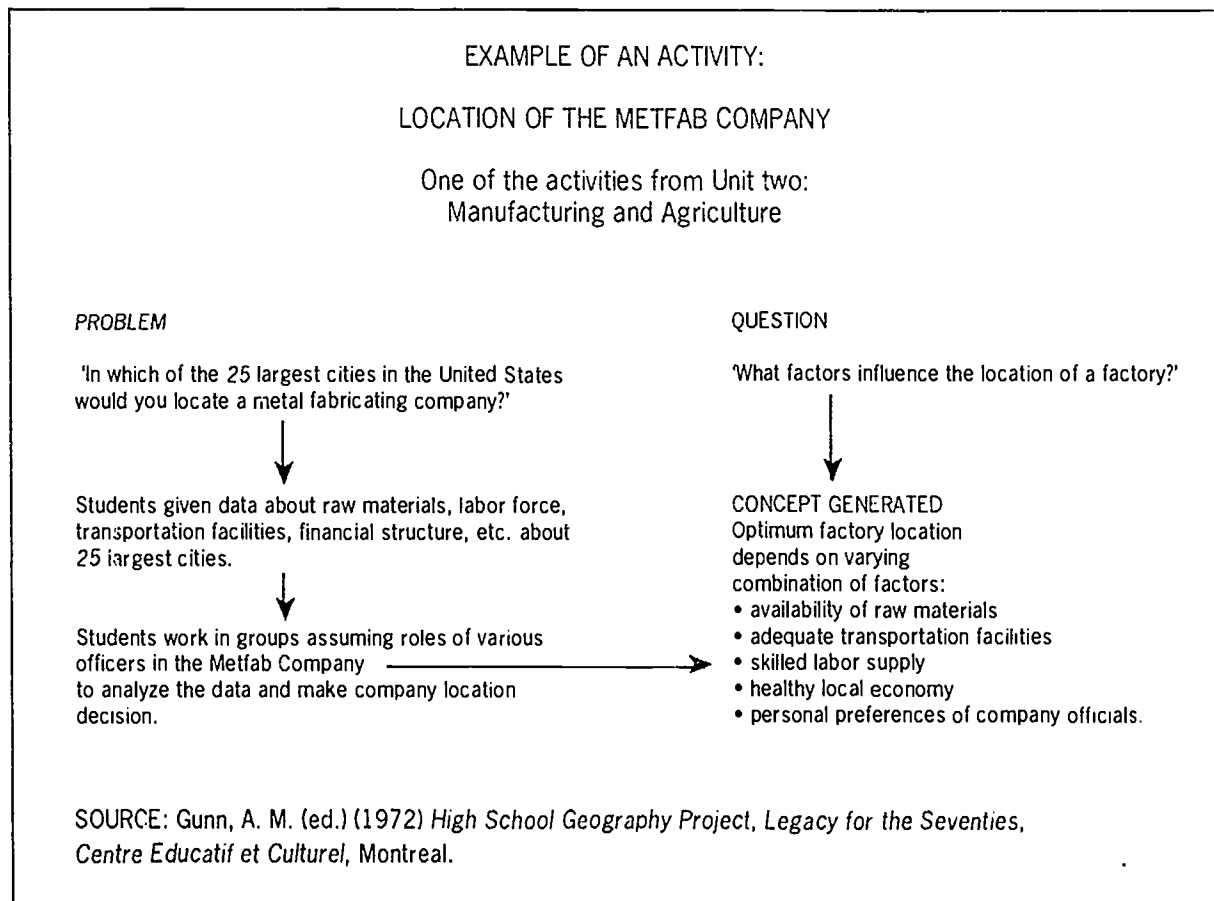 EXAMPLE OF AN ACTIVITY:
LOCATION OF THE METFAB COMPANY
One of the activities from Unit two:
Manufacturing and Agriculture
PROBLEM
'In which of the 25 largest cities in the United States
would you locate a metal fabricating company?'
Students given data about raw materials, labor force,
transportation facilities, financial structure, etc. about
25 largest cities.
Students work in groups assuming roles of various
officers in the Metfab Company
to analyze the data and make company location
decision.
QUESTION
'What factors influence the location of a factory?'
CONCEPT GENERATED
Optimum factory location
depends on varying
combination of factors:
• availability of raw materials
• adequate transportation facilities
• skilled labor supply
• healthy local economy
• personal preferences of company officials.
SOURCE: Gunn, A. M. (ed.) (1972) High School Geography Project, Legacy for the Seventies,
Centre Educatif et Culturel, Montreal.